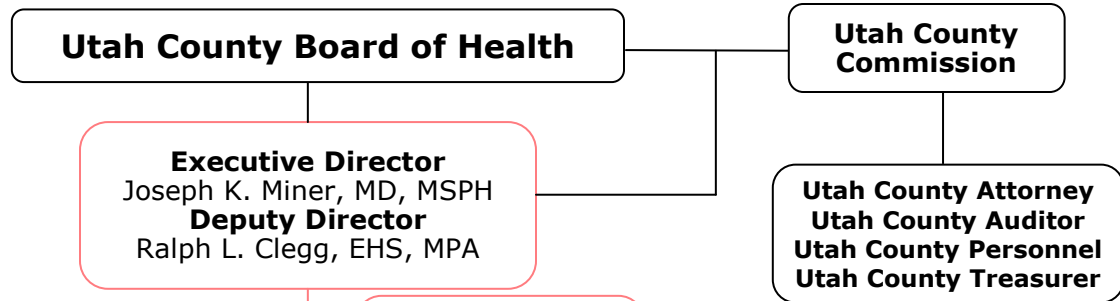 Utah County Board of Health
Utah County
Commission
Executive Director
Joseph K. Miner, MD, MSPH
Deputy Director
Ralph L. Clegg, EHS, MPA
Utah County Attorney
Utah County Auditor
Utah County Personnel
Utah County Treasurer